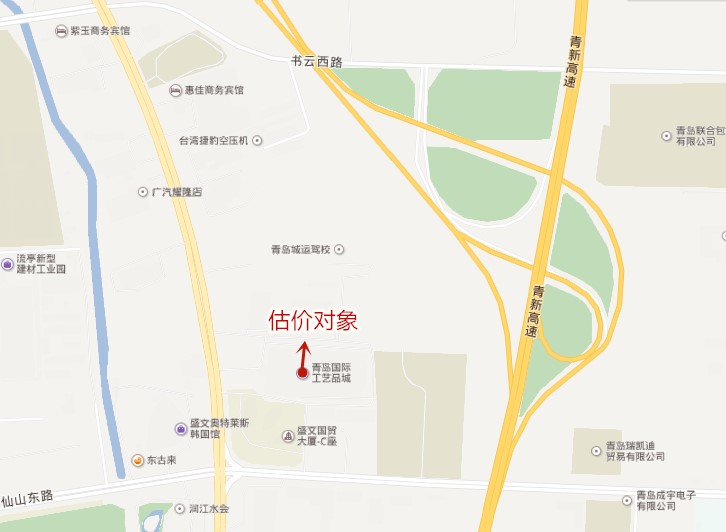 紫玉商务宾馆
书云西路
青新高速
惠佳商务宾馆
台湾捷豹空压机
青岛联合包
有限公司
广汽耀隆店
青岛城运驾校
流亭新型
建材工业园
青新高速
估价对象
青岛国际
工艺品城
盛文奥特莱斯
韩国馆
盛文国贸
大厦-C座
东古来
青岛瑞凯迪
贸易有限公司
仙山东路
润江水会
青岛成宇电子
有限公司